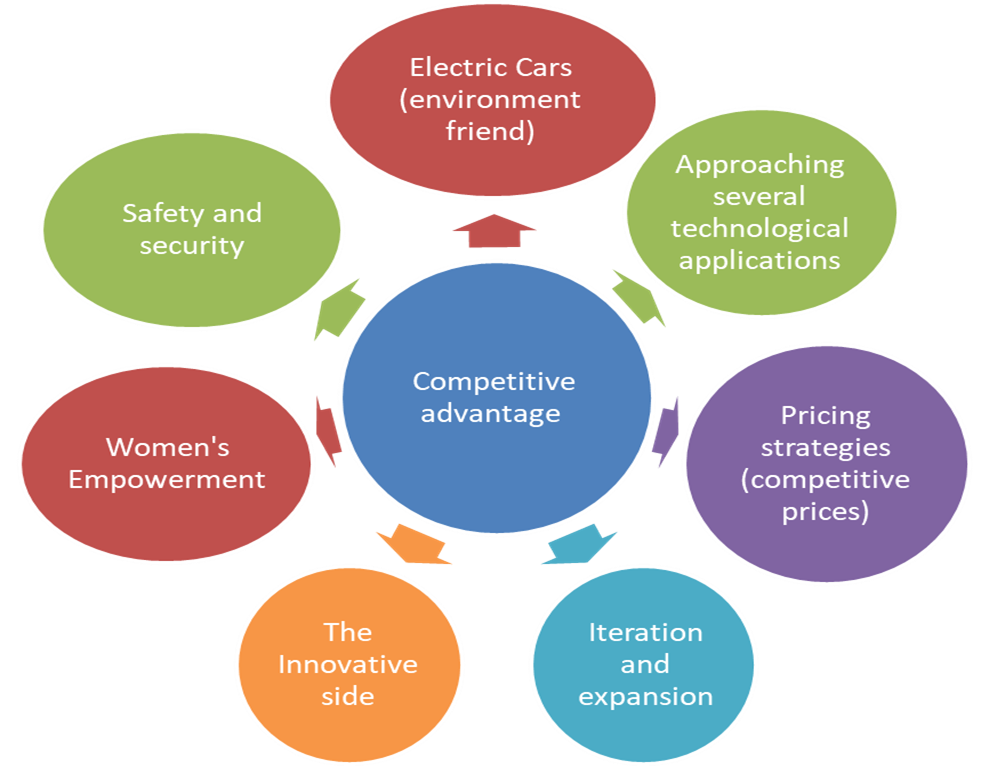 Electric Cars
(environment
friend)
Approaching
several
technological
applications
Pricing
strategies
(competitive
prices)
Iteration
and
expansion
The
Innovative
side
Women's
Empowerment
Safety and
security
Competitive
advantage